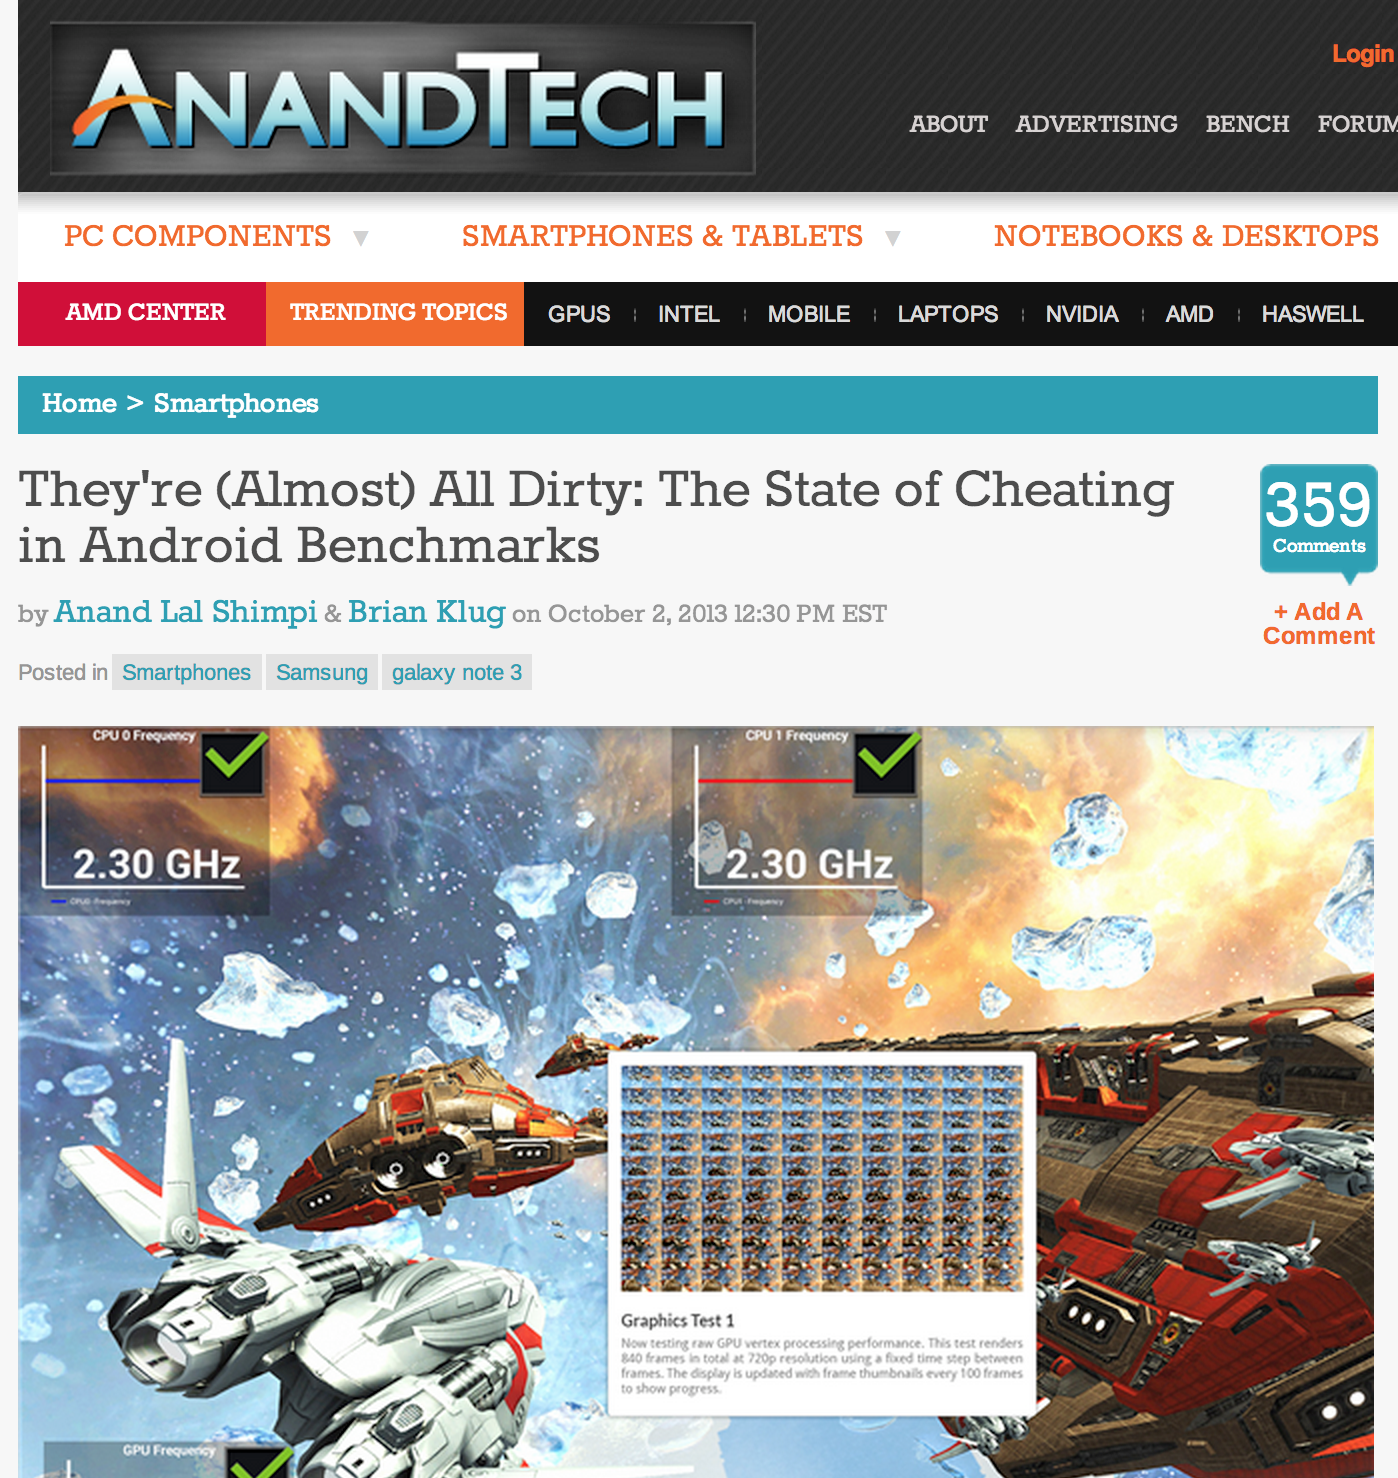 ANANDTECH
Login
ABOUT ADVERTISING BENCH FORUM
PC COMPONENTS ▼ SMARTPHONES & TABLETS ▼ NOTEBOOKS & DESKTOPS
AMD CENTER TRENDING TOPICS GPUS INTEL MOBILE LAPTOPS NVIDIA AMD HASWELL
Home > Smartphones
They're (Almost) All Dirty: The State of Cheating
in Android Benchmarks
359
Comments
+ Add A
Comment
by Anand Lal Shimpi & Brian Klug on October 2, 2013 12:30 PM EST
Posted in Smartphones Samsung galaxy note 3
CPU 0 Frequency
2.30 GHz
CPU0 - Frequency
CPU 1 Frequency
2.30 GHz
CPU1 - Frequency
Graphics Test 1
Now testing raw GPU vertex processing performance. This test renders
840 frames in total at 720p resolution using a fixed time step between
frames. The display is updated with frame thumbnails every 100 frames
to show progress.
GPU Frequency